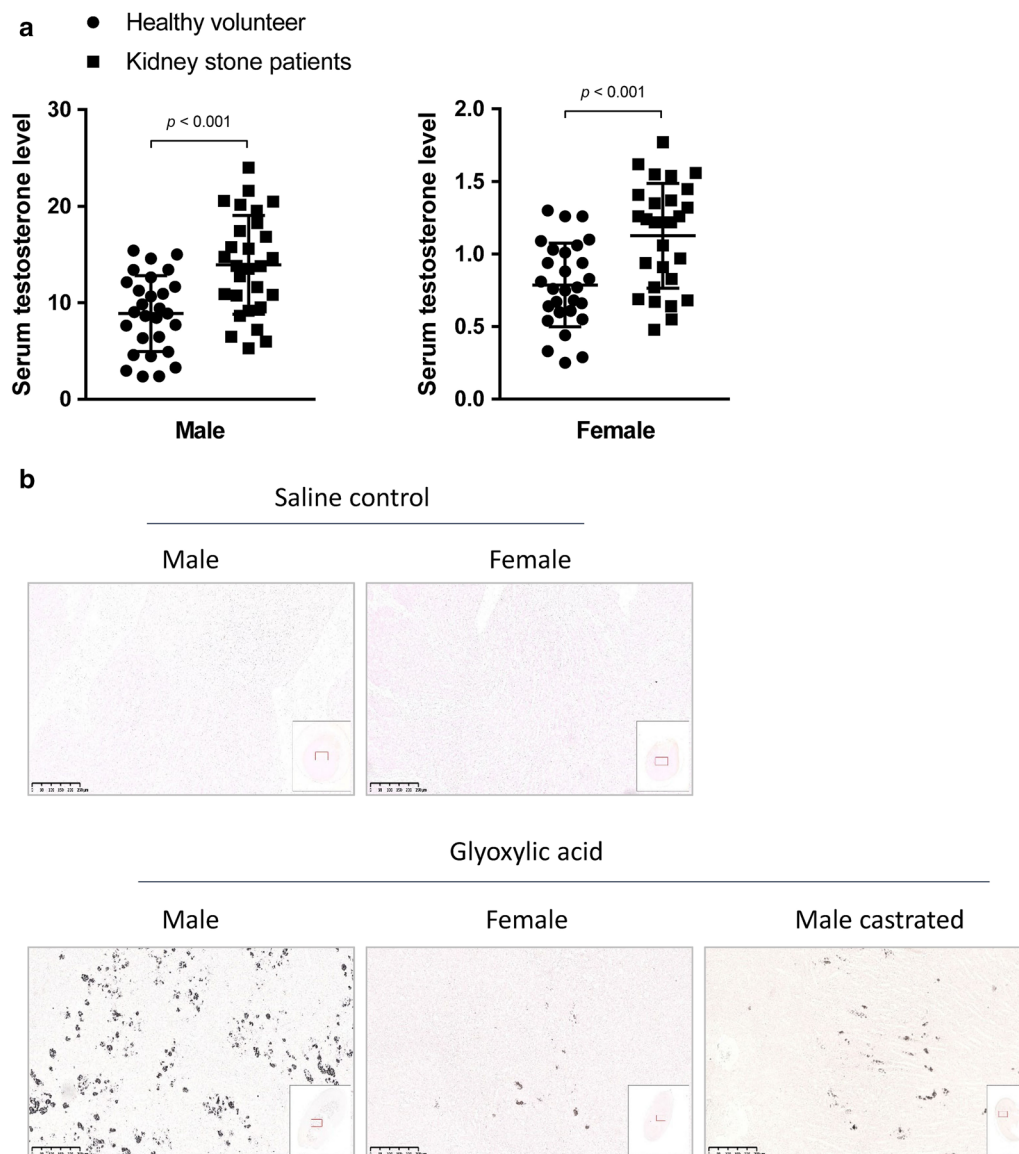 a
Healthy volunteer
Kidney stone patients
Serum testosterone level
30
20
10
0
p < 0.001
Male
Serum testosterone level
2.0
1.5
1.0
0.5
0.0
p < 0.001
Female
b
Saline control
Male
Female
Glyoxylic acid
Male
Female
Male castrated